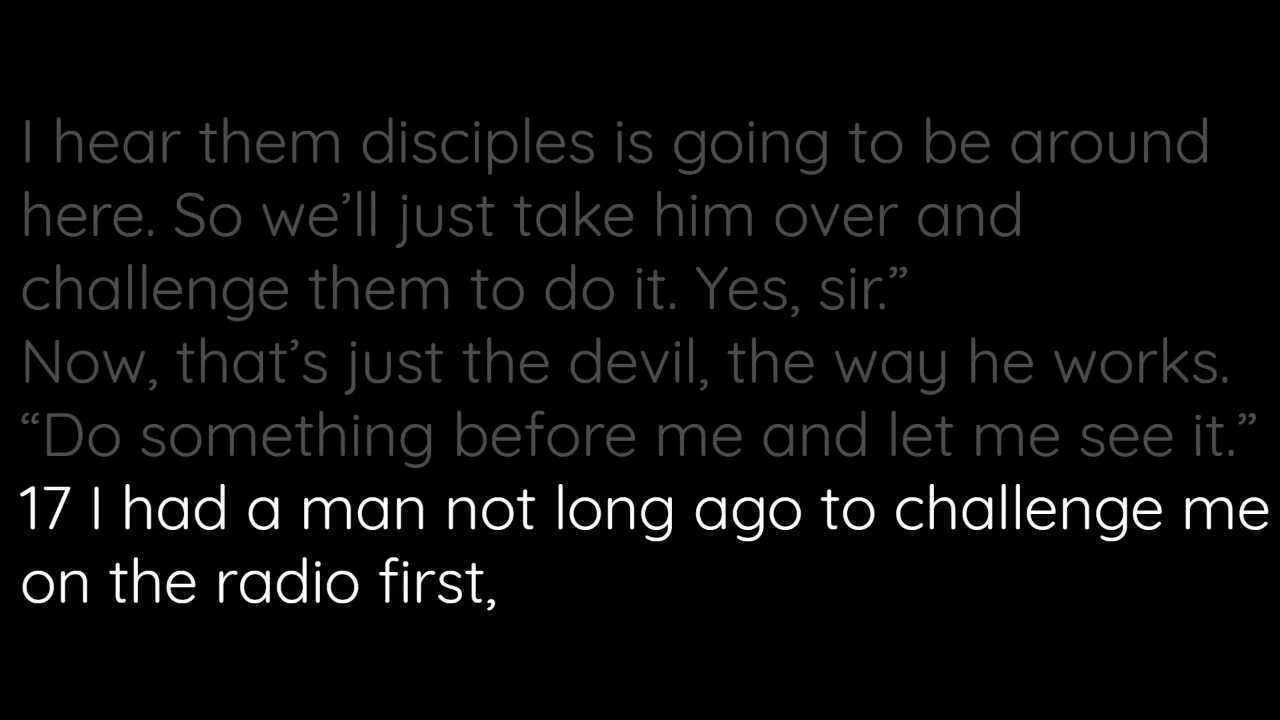 I hear them disciples is going to be around
here. So we’ll just take him over and
challenge them to do it. Yes, sir.”
Now, that’s just the devil, the way he works.
“Do something before me and let me see it.”
17 I had a man not long ago to challenge me
on the radio first,